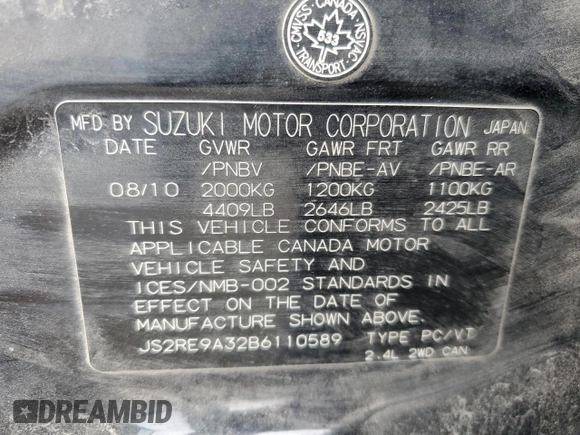 CMVSS · CANADA · NSVAC
533
TRANSPORT
MFD BY SUZUKI MOTOR CORPORATION JAPAN
DATE GVWR GAWR FRT GAWR RR
/PNBV /PNBE-AV /PNBE-AR
08/10 2000KG 1200KG 1100KG
4409LB 2646LB 2425LB
THIS VEHICLE CONFORMS TO ALL
APPLICABLE CANADA MOTOR
VEHICLE SAFETY AND
ICES/NMB-002 STANDARDS IN
EFFECT ON THE DATE OF
MANUFACTURE SHOWN ABOVE.
JS2RE9A32B6110589 TYPE PC/VT
2.4L 2WD CAN
DREAMBID